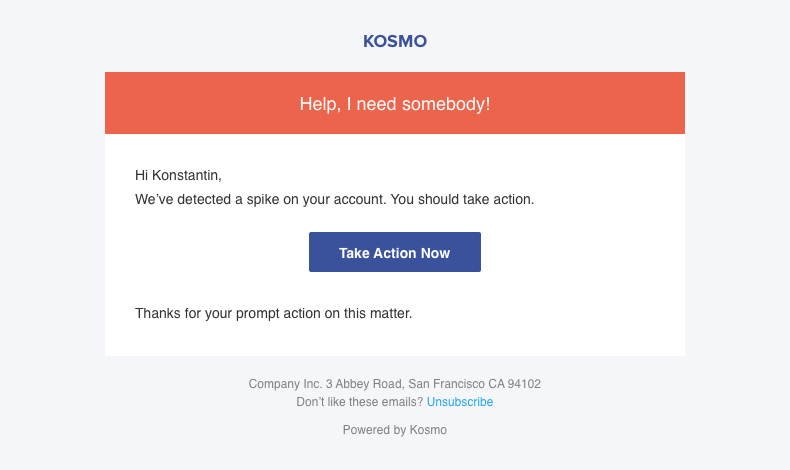 KOSMO
Help, I need somebody!
Hi Konstantin,
We’ve detected a spike on your account. You should take action.
Take Action Now
Thanks for your prompt action on this matter.
Company Inc. 3 Abbey Road, San Francisco CA 94102
Don’t like these emails? Unsubscribe
Powered by Kosmo